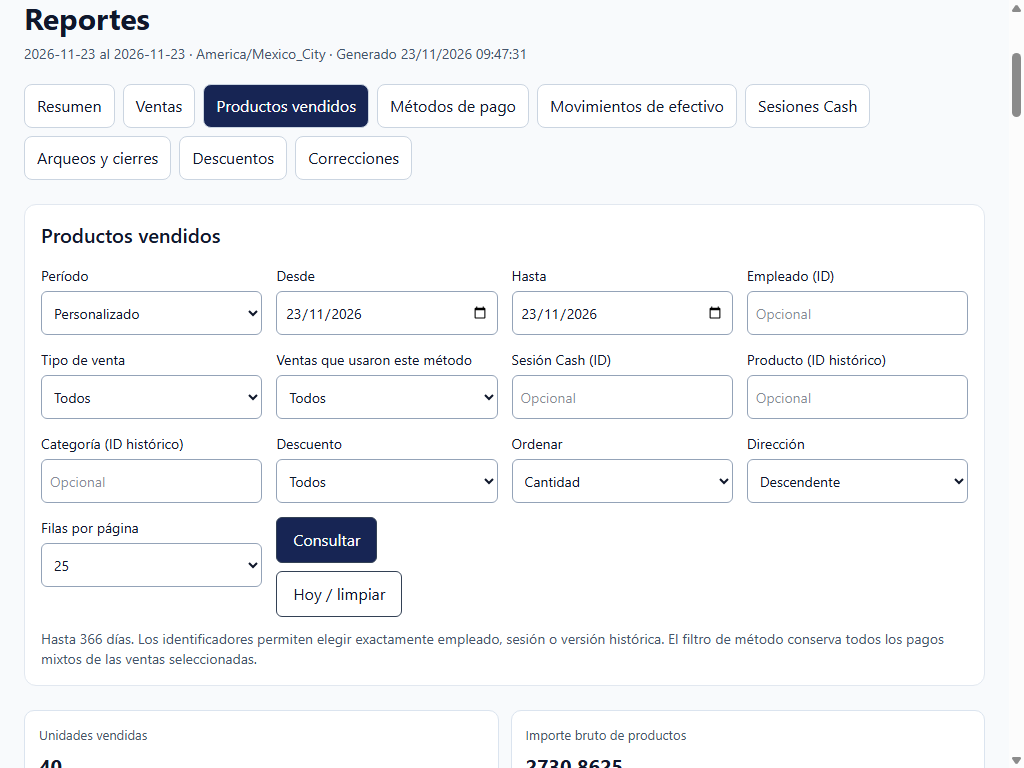 Reportes
2026-11-23 al 2026-11-23 · America/Mexico_City · Generado 23/11/2026 09:47:31
Resumen Ventas Productos vendidos Métodos de pago Movimientos de efectivo Sesiones Cash
Arqueos y cierres Descuentos Correcciones
Productos vendidos
Período Desde Hasta Empleado (ID)
Personalizado 23/11/2026 23/11/2026 Opcional
Tipo de venta Ventas que usaron este método Sesión Cash (ID) Producto (ID histórico)
Todos Todos Opcional Opcional
Categoría (ID histórico) Descuento Ordenar Dirección
Opcional Todos Cantidad Descendente
Filas por página
25
Consultar
Hoy / limpiar
Hasta 366 días. Los identificadores permiten elegir exactamente empleado, sesión o versión histórica. El filtro de método conserva todos los pagos
mixtos de las ventas seleccionadas.
Unidades vendidas Importe bruto de productos
40 2730.8625